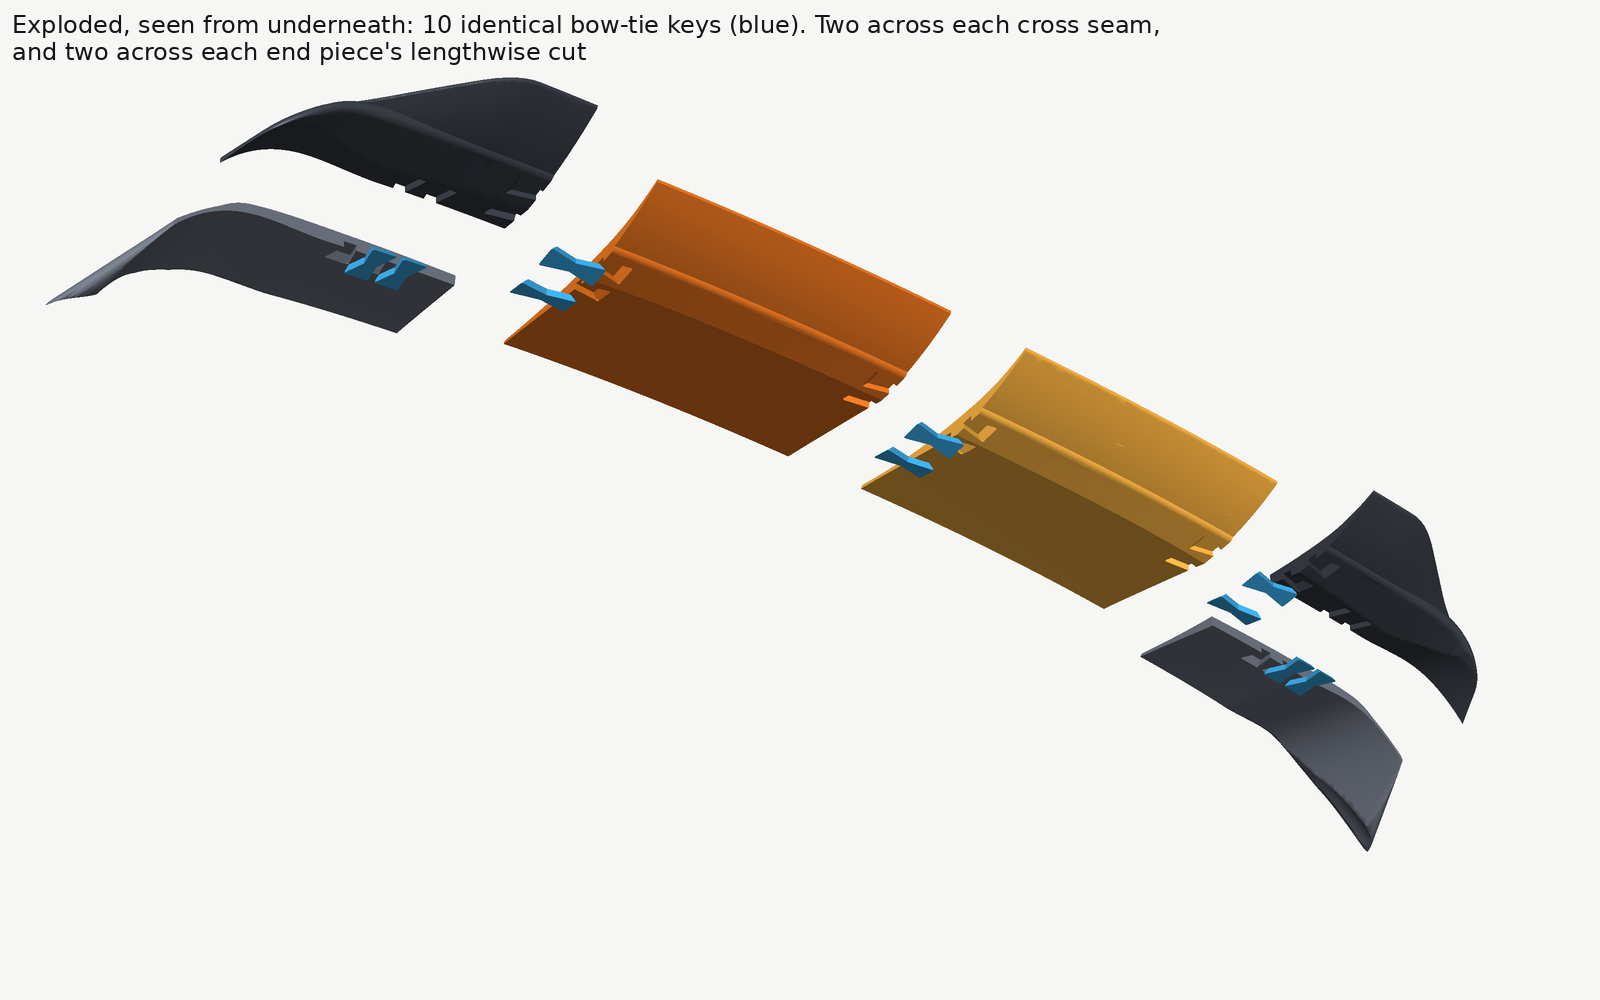 Exploded, seen from underneath: 10 identical bow-tie keys (blue). Two across each cross seam,
and two across each end piece's lengthwise cut